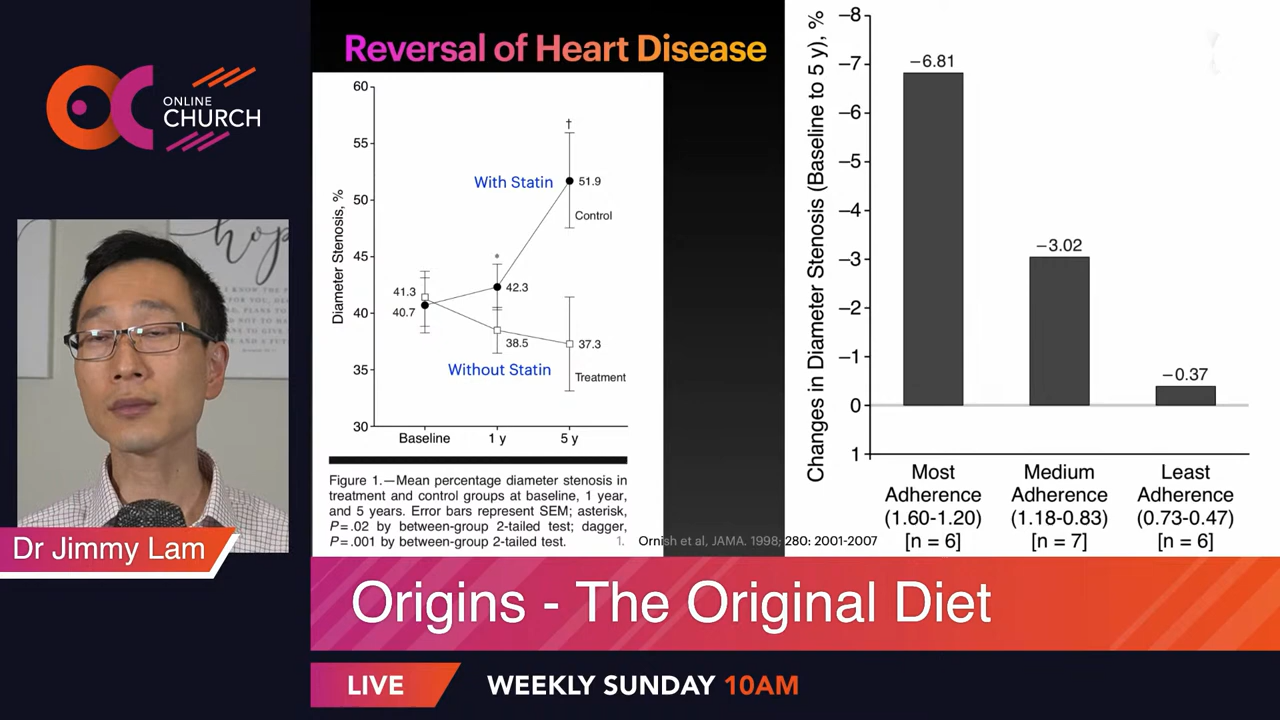 ONLINE
CHURCH
hop
Dr Jimmy Lam
Reversal of Heart Disease
60
55
50
45
40
35
30
Diameter Stenosis, %
With Statin
†
51.9
Control
*
41.3
40.7
42.3
38.5
37.3
Without Statin
Treatment
Baseline
1 y
5 y
Figure 1.—Mean percentage diameter stenosis in
treatment and control groups at baseline, 1 year,
and 5 years. Error bars represent SEM; asterisk,
P=.02 by between-group 2-tailed test; dagger,
P=.001 by between-group 2-tailed test.
1. Ornish et al, JAMA. 1998; 280: 2001-2007
Changes in Diameter Stenosis (Baseline to 5 y), %
–8
–7
–6
–5
–4
–3
–2
–1
0
1
–6.81
–3.02
–0.37
Most
Adherence
(1.60-1.20)
[n = 6]
Medium
Adherence
(1.18-0.83)
[n = 7]
Least
Adherence
(0.73-0.47)
[n = 6]
Origins - The Original Diet
LIVE
WEEKLY SUNDAY 10AM